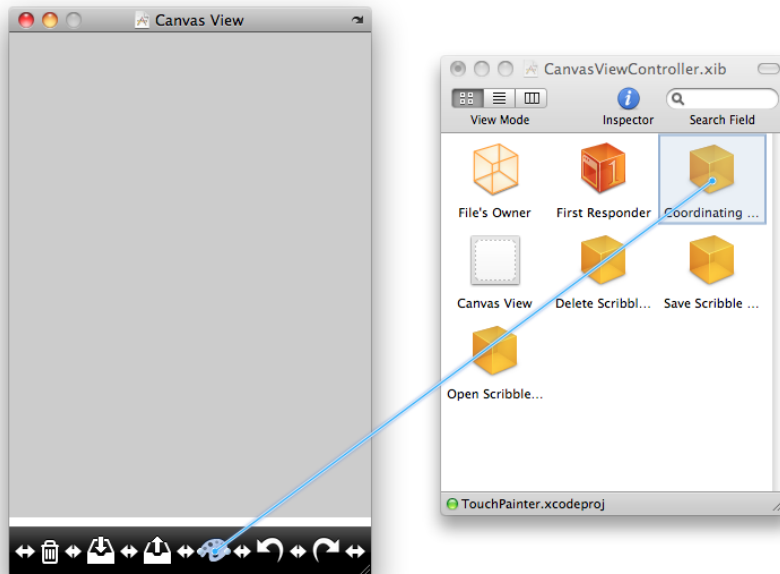 Canvas View
CanvasViewController.xib
View Mode
Inspector
Search Field
File's Owner
First Responder
Coordinating ...
Canvas View
Delete Scribbl...
Save Scribble ...
Open Scribble...
TouchPainter.xcodeproj